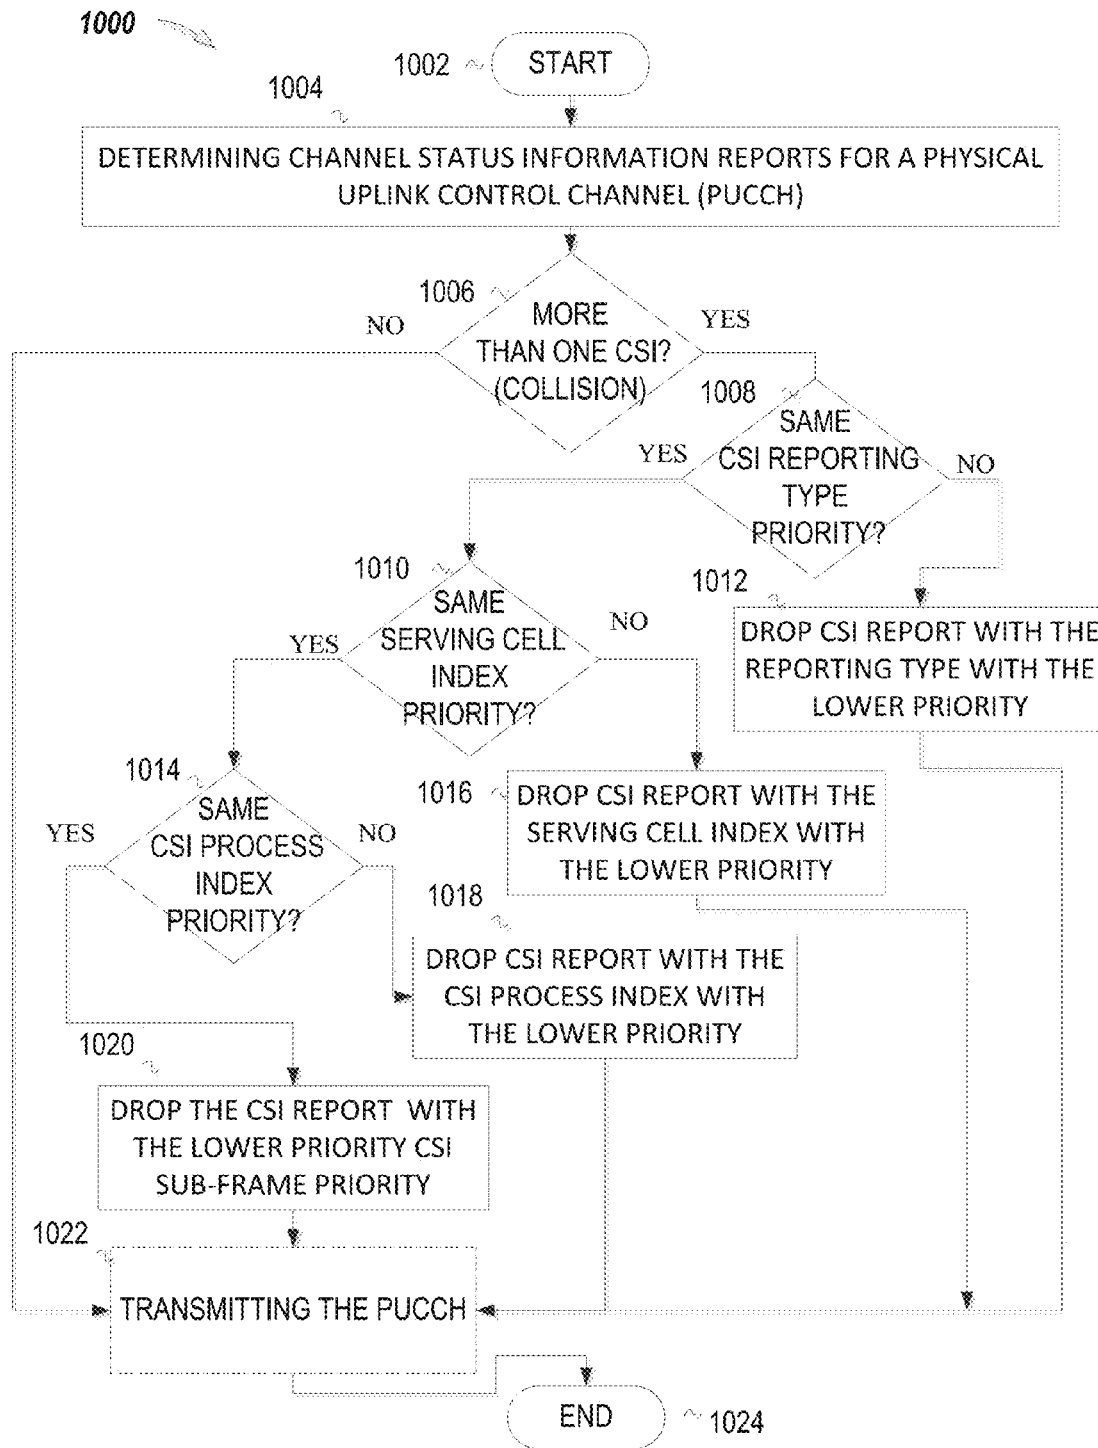 1000
1002
START
1004
DETERMINING CHANNEL STATUS INFORMATION REPORTS FOR A PHYSICAL
UPLINK CONTROL CHANNEL (PUCCH)
1006
MORE
THAN ONE CSI?
(COLLISION)
NO
YES
1008
SAME
CSI REPORTING
TYPE
PRIORITY?
YES
NO
1010
SAME
SERVING CELL
INDEX
PRIORITY?
YES
NO
1012
DROP CSI REPORT WITH THE
REPORTING TYPE WITH THE
LOWER PRIORITY
1014
SAME
CSI PROCESS
INDEX
PRIORITY?
YES
NO
1016
DROP CSI REPORT WITH THE
SERVING CELL INDEX WITH
THE LOWER PRIORITY
1018
DROP CSI REPORT WITH THE
CSI PROCESS INDEX WITH
THE LOWER PRIORITY
1020
DROP THE CSI REPORT WITH
THE LOWER PRIORITY CSI
SUB-FRAME PRIORITY
1022
TRANSMITTING THE PUCCH
END
1024